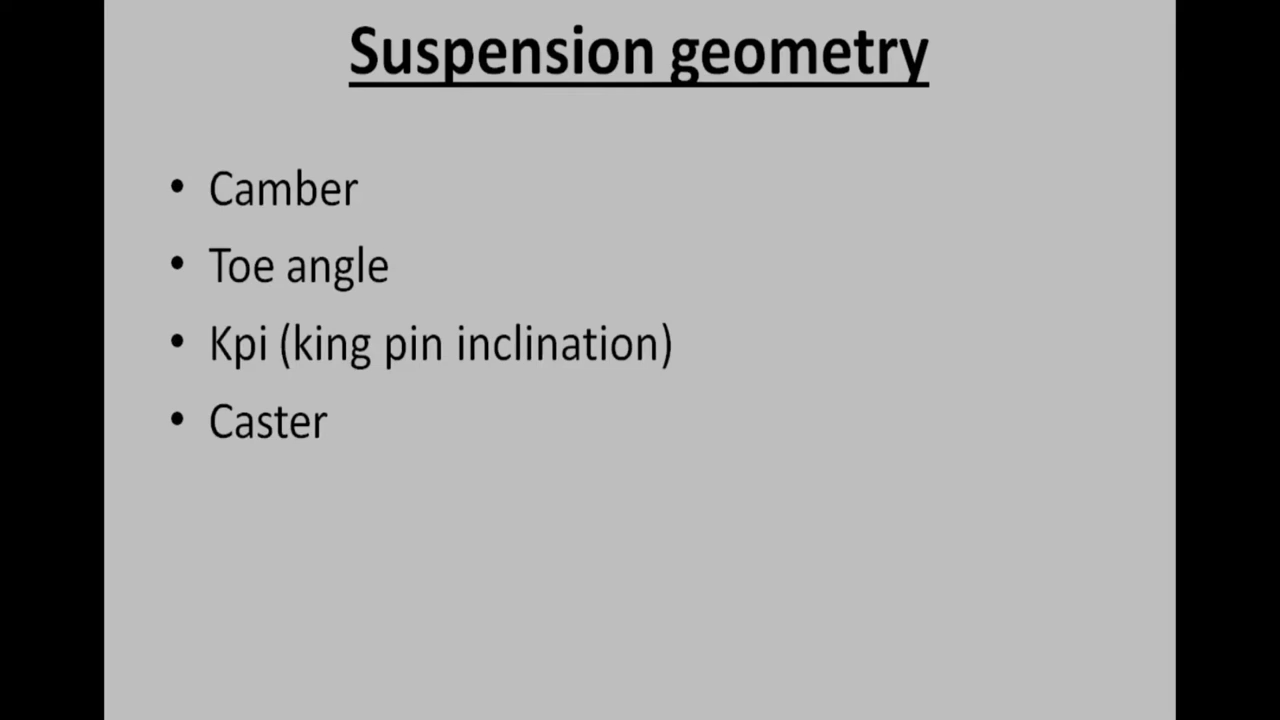 Suspension geometry
• Camber
• Toe angle
• Kpi (king pin inclination)
• Caster